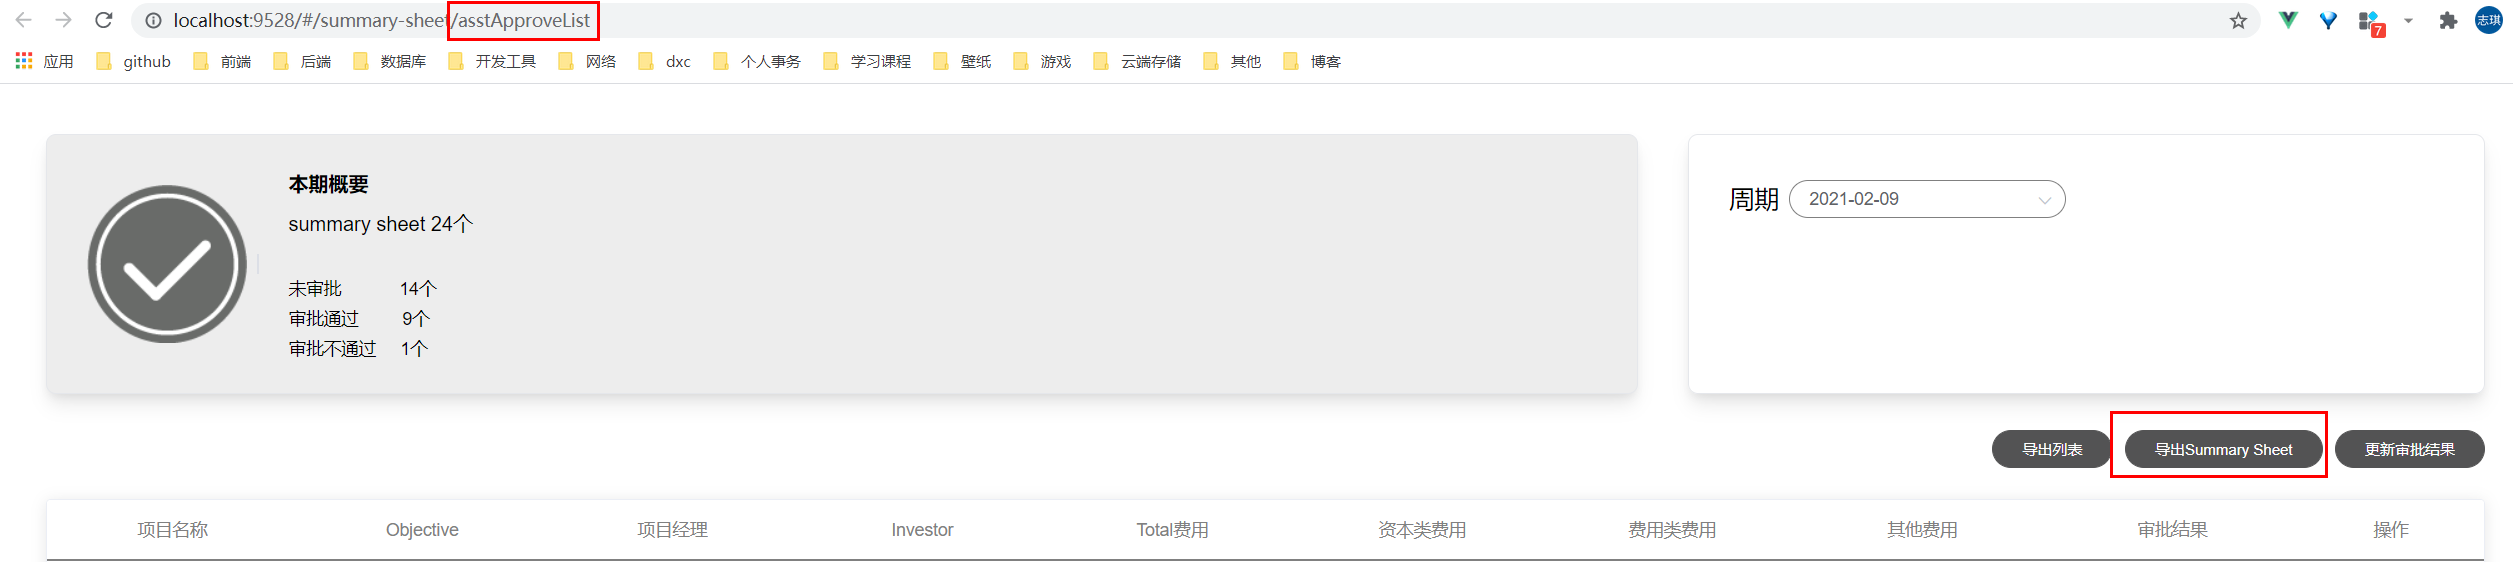 localhost:9528/#/summary-sheet/asstApproveList
7
志琪
应用 github 前端 后端 数据库 开发工具 网络 dxc 个人事务 学习课程 壁纸 游戏 云端存储 其他 博客
本期概要
summary sheet 24个
未审批 14个
审批通过 9个
审批不通过 1个
周期 2021-02-09
导出列表 导出Summary Sheet 更新审批结果
项目名称 Objective 项目经理 Investor Total费用 资本类费用 费用类费用 其他费用 审批结果 操作